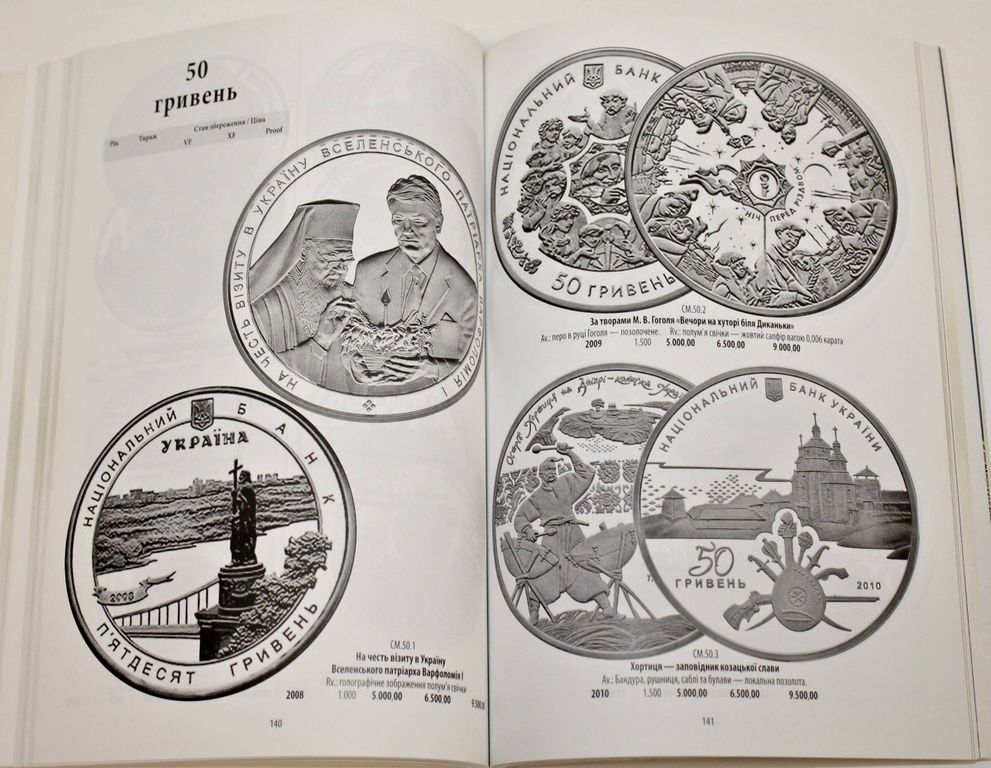 50
гривень
Стан збереження / Ціна
Рік Тираж VF XF Proof
НА ЧЕСТЬ ВІЗИТУ В УКРАЇНУ ВСЕЛЕНСЬКОГО ПАТРІАРХА ВАРФОЛОМІЯ І
НАЦІОНАЛЬНИЙ БАНК
УКРАЇНА
2008
П'ЯТДЕСЯТ ГРИВЕНЬ
СМ.50.1
На честь візиту в Україну
Вселенського патріарха Варфоломія І
Rv.: голографічне зображення полум'я свічки
2008 1.000 5.000,00 6.500,00 9.500,00
140
НАЦІОНАЛЬНИЙ БАНК
50 ГРИВЕНЬ
НІЧ ПЕРЕД РІЗДВОМ
СМ.50.2
За творами М. В. Гоголя «Вечори на хуторі біля Диканьки»
Av.: перо в руці Гоголя — позолочене. Rv.: полум'я свічки — жовтий сапфір вагою 0,006 карата
2009 1.500 5.000,00 6.500,00 9.000,00
Острів Хортиця на Дніпрі – колиска
НАЦІОНАЛЬНИЙ БАНК УКРАЇНИ
50
ГРИВЕНЬ
2010
СМ.50.3
Хортиця — заповідник козацької слави
Av.: Бандура, рушниця, саблі та булави — локальна позолота.
2010 1.500 5.000,00 6.500,00 9.500,00
141